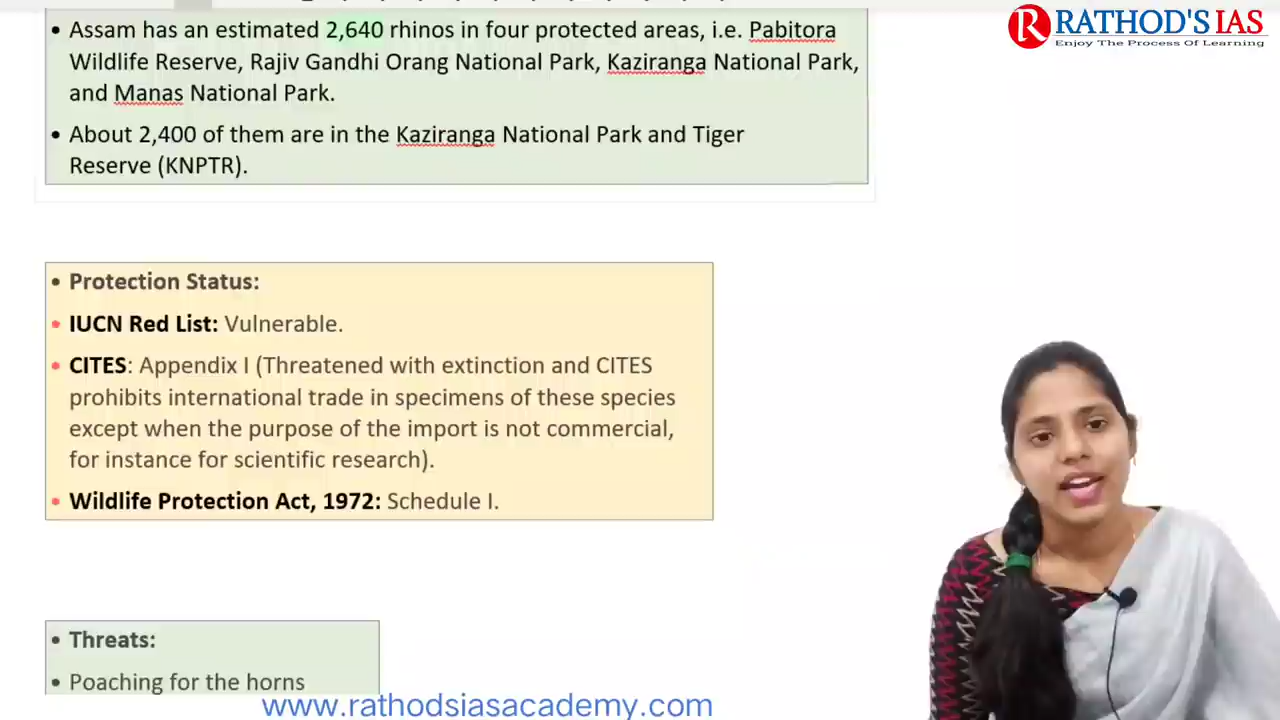 RATHOD'S IAS
Enjoy The Process Of Learning
• Assam has an estimated 2,640 rhinos in four protected areas, i.e. Pabitora
Wildlife Reserve, Rajiv Gandhi Orang National Park, Kaziranga National Park,
and Manas National Park.
• About 2,400 of them are in the Kaziranga National Park and Tiger
Reserve (KNPTR).
• Protection Status:
• IUCN Red List: Vulnerable.
• CITES: Appendix I (Threatened with extinction and CITES
prohibits international trade in specimens of these species
except when the purpose of the import is not commercial,
for instance for scientific research).
• Wildlife Protection Act, 1972: Schedule I.
• Threats:
• Poaching for the horns
www.rathodsiasacademy.com